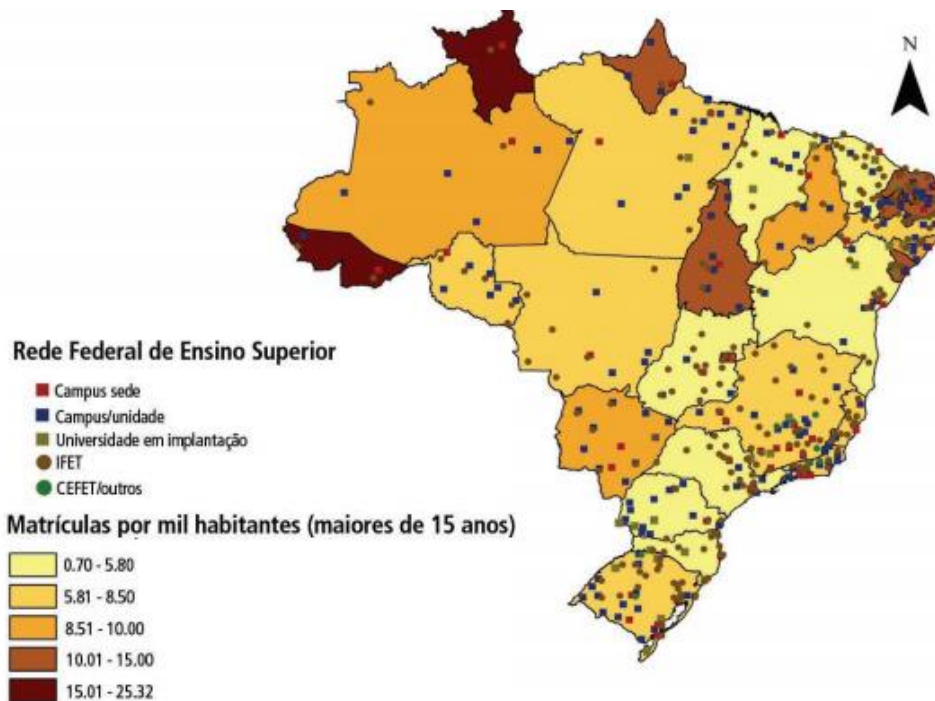 N
Rede Federal de Ensino Superior
Campus sede
Campus/unidade
Universidade em implantação
IFET
CEFET/outros
Matrículas por mil habitantes (maiores de 15 anos)
0.70 - 5.80
5.81 - 8.50
8.51 - 10.00
10.01 - 15.00
15.01 - 25.32